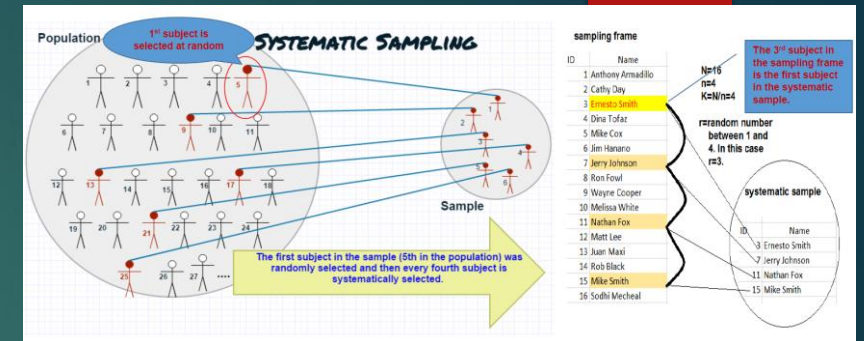 Population
1st subject is
selected at random
SYSTEMATIC SAMPLING
1
2
3
4
5
6
7
8
9
10
11
12
13
14
15
16
17
18
19
20
21
22
23
24
25
26
27
....
1
2
3
4
5
6
Sample
The first subject in the sample (5th in the population) was
randomly selected and then every fourth subject is
systematically selected.
sampling frame
ID Name
1 Anthony Armadillo
2 Cathy Day
3 Ernesto Smith
4 Dina Tofaz
5 Mike Cox
6 Jim Hanano
7 Jerry Johnson
8 Ron Fowl
9 Wayne Cooper
10 Melissa White
11 Nathan Fox
12 Matt Lee
13 Juan Maxi
14 Rob Black
15 Mike Smith
16 Sodhi Mecheal
N=16
n=4
K=N/n=4
r=random number
between 1 and
4. In this case
r=3.
The 3rd subject in
the sampling frame
is the first subject
in the systematic
sample.
systematic sample
ID Name
3 Ernesto Smith
7 Jerry Johnson
11 Nathan Fox
15 Mike Smith